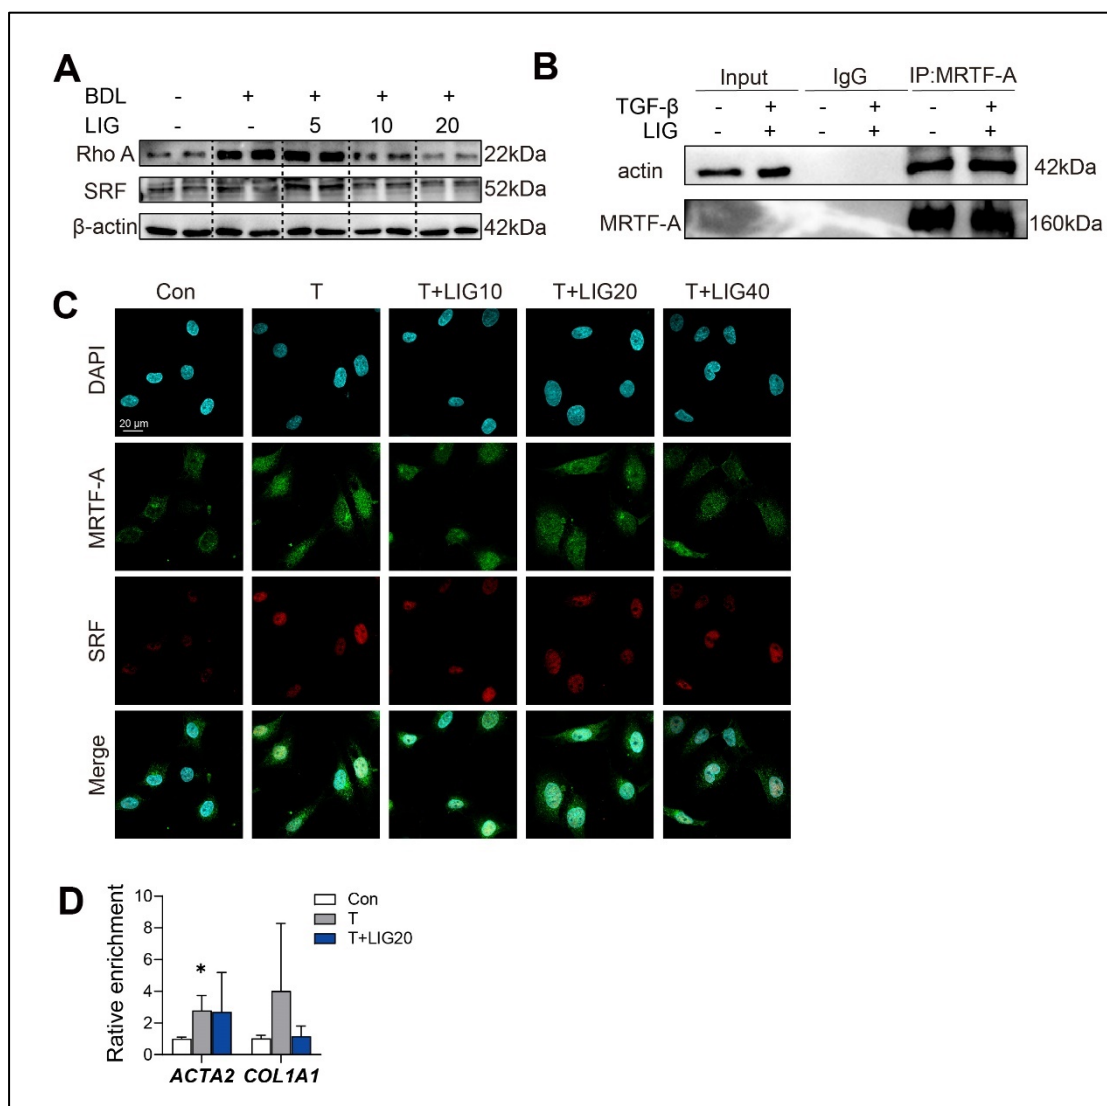 A
BDL - + + + +
LIG - - 5 10 20
Rho A 22kDa
SRF 52kDa
β-actin 42kDa
B
Input IgG IP:MRTF-A
TGF-β - + - + - +
LIG - + - + - +
actin 42kDa
MRTF-A 160kDa
C
Con T T+LIG10 T+LIG20 T+LIG40
DAPI
20 μm
MRTF-A
SRF
Merge
D
Rative enrichment
10
8
6
4
2
0
*
Con
T
T+LIG20
ACTA2 COL1A1